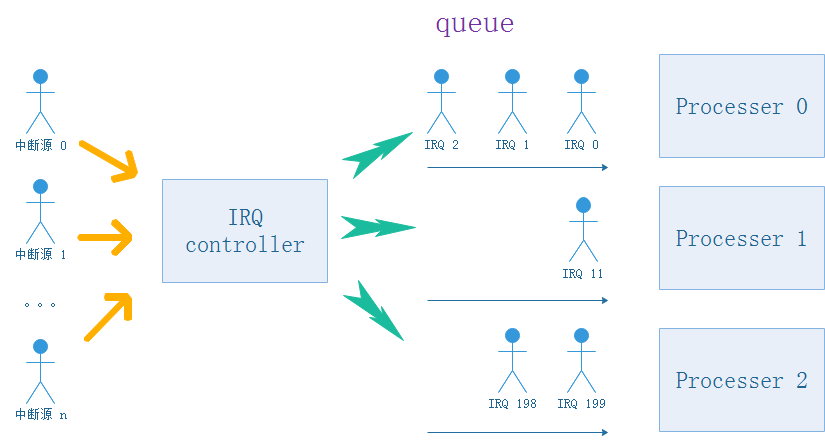 queue
中断源 0
中断源 1
。。。
中断源 n
IRQ
controller
IRQ 2 IRQ 1 IRQ 0
IRQ 11
IRQ 198 IRQ 199
Processer 0
Processer 1
Processer 2